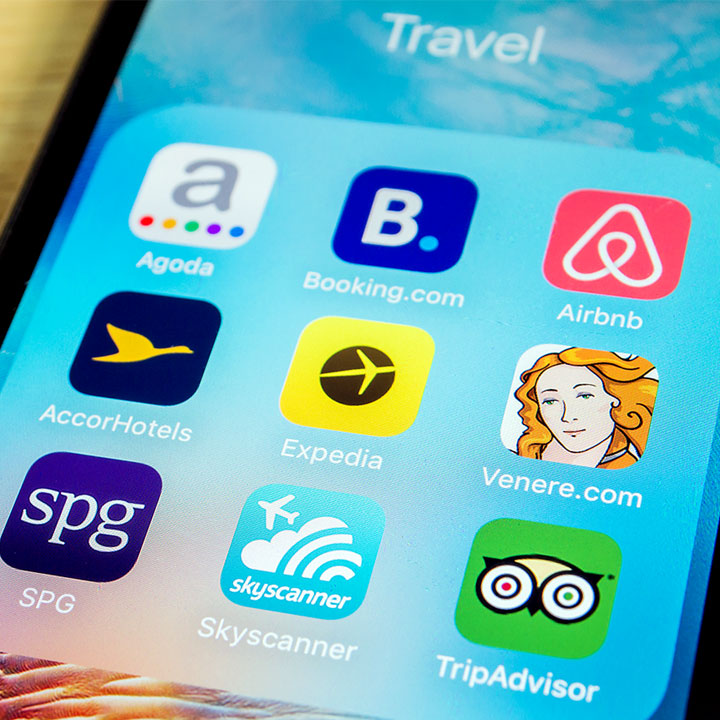 Travel
a
B.
Agoda
Booking.com
Airbnb
AccorHotels
Expedia
Venere.com
spg
skyscanner
SPG
Skyscanner
TripAdvisor